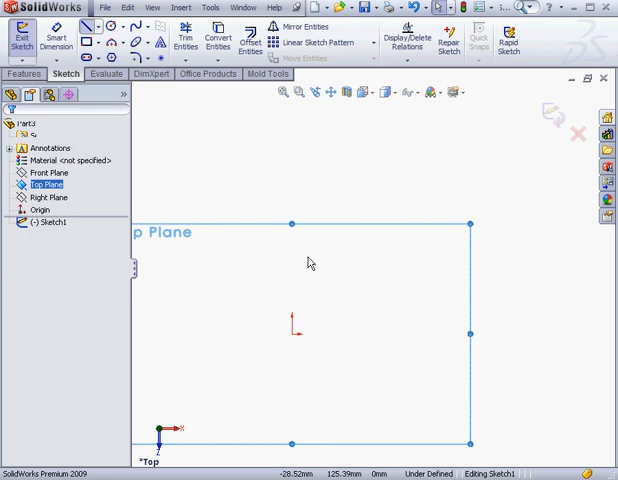 SolidWorks File Edit View Insert Tools Window Help s...
Exit Sketch
Smart Dimension
Trim Entities
Convert Entities
Offset Entities
Mirror Entities
Linear Sketch Pattern
Move Entities
Display/Delete Relations
Repair Sketch
Quick Snaps
Rapid Sketch
Features Sketch Evaluate DimXpert Office Products Mold Tools
»
Part3
Annotations
Material <not specified>
Front Plane
Top Plane
Right Plane
Origin
(-) Sketch1
p Plane
X
Z
*Top
SolidWorks Premium 2009 -28.52mm 125.39mm 0mm Under Defined Editing Sketch1